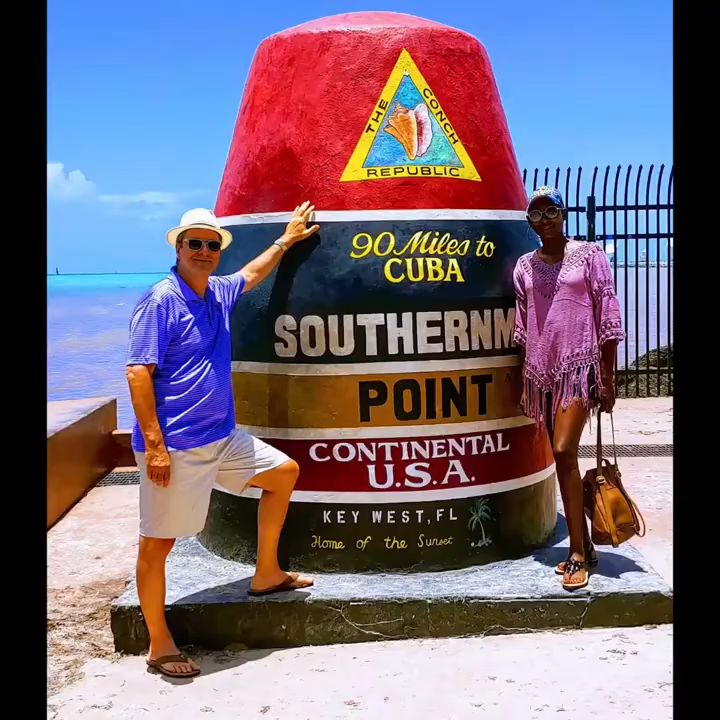 THE CONCH
REPUBLIC
90 Miles to
CUBA
SOUTHERNM
POINT
CONTINENTAL
U.S.A.
KEY WEST, FL
Home of the Sunset